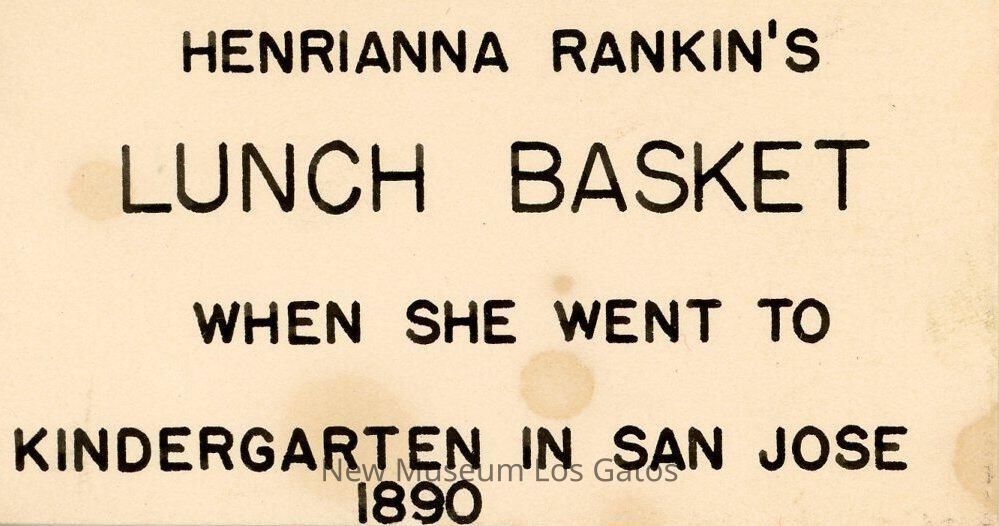 HENRIANNA RANKIN'S
LUNCH BASKET
WHEN SHE WENT TO
KINDERGARTEN IN SAN JOSE
New Museum Los Gatos
1890